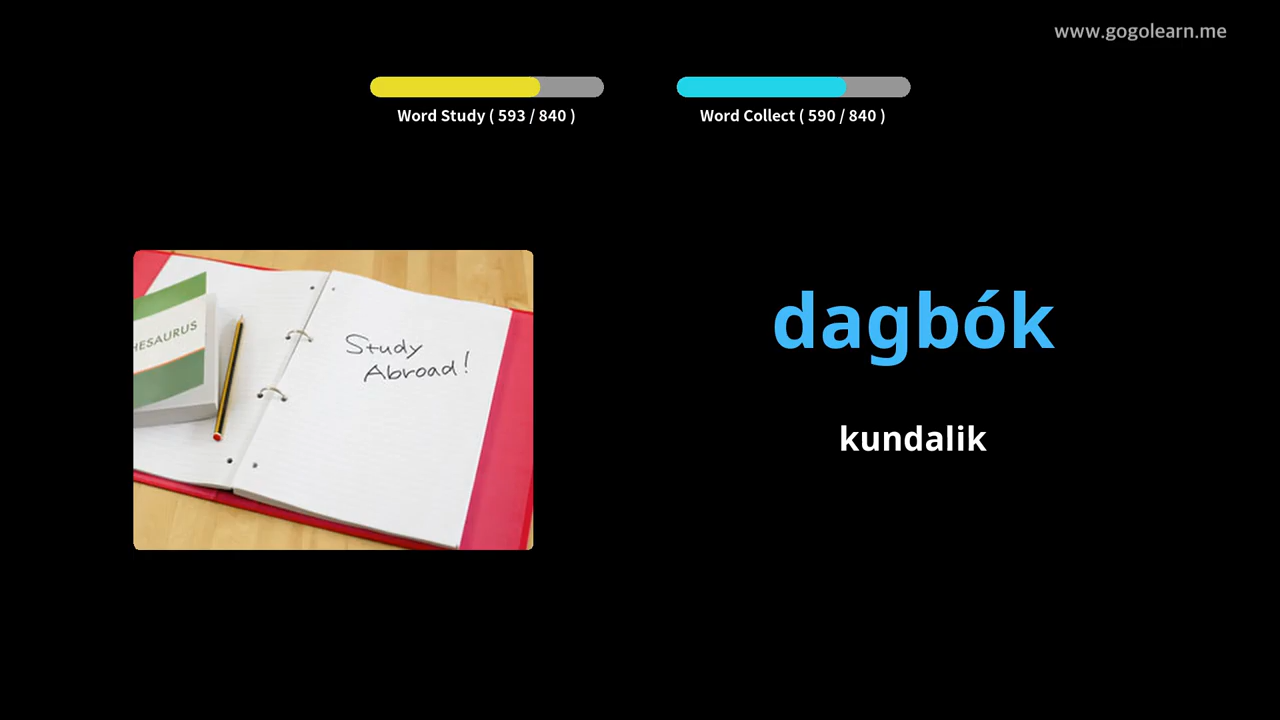 www.gogolearn.me
Word Study ( 593 / 840 )
Word Collect ( 590 / 840 )
HESAURUS
Study
Abroad!
dagbók
kundalik